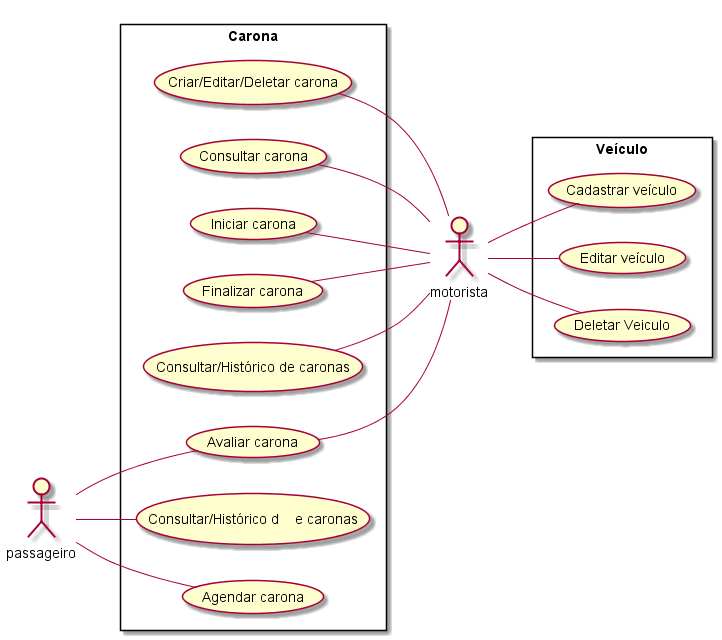 Carona
Criar/Editar/Deletar carona
Consultar carona
Iniciar carona
Finalizar carona
Consultar/Histórico de caronas
Avaliar carona
Consultar/Histórico d    e caronas
Agendar carona
passageiro
motorista
Veículo
Cadastrar veículo
Editar veículo
Deletar Veiculo